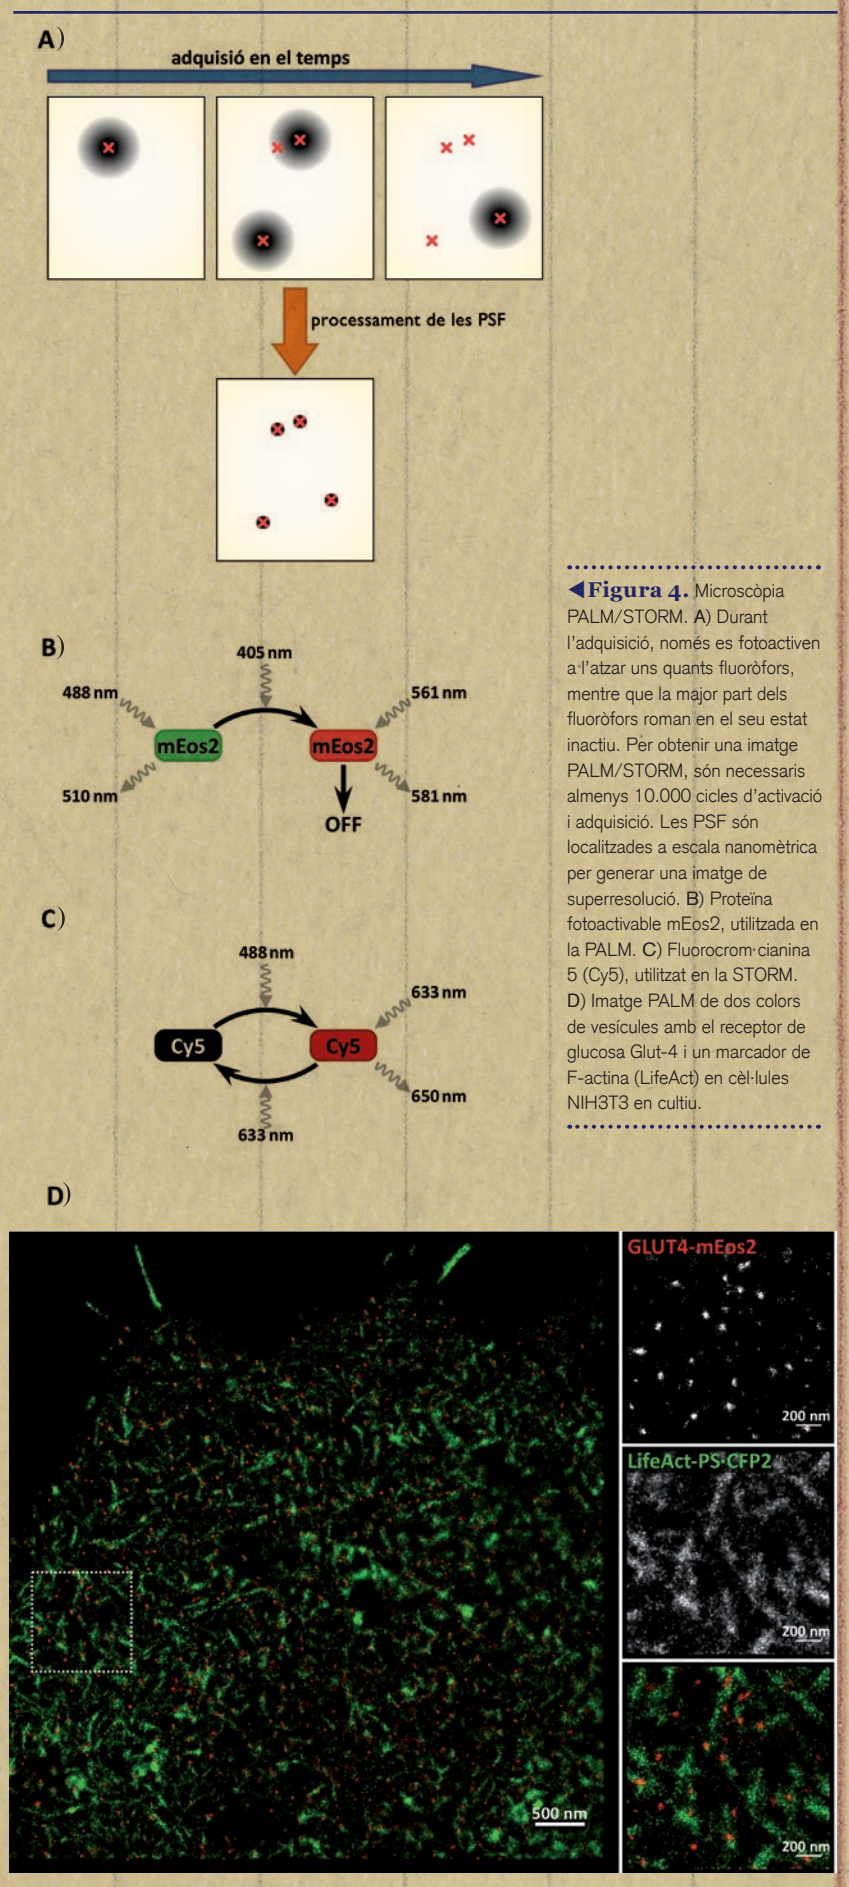 A)
adquisió en el temps
processament de les PSF
◀Figura 4. Microscòpia
PALM/STORM. A) Durant
l'adquisició, només es fotoactiven
a l'atzar uns quants fluoròfors,
mentre que la major part dels
fluoròfors roman en el seu estat
inactiu. Per obtenir una imatge
PALM/STORM, són necessaris
almenys 10.000 cicles d'activació
i adquisició. Les PSF són
localitzades a escala nanomètrica
per generar una imatge de
superresolució. B) Proteïna
fotoactivable mEos2, utilitzada en
la PALM. C) Fluorocrom cianina
5 (Cy5), utilitzat en la STORM.
D) Imatge PALM de dos colors
de vesícules amb el receptor de
glucosa Glut-4 i un marcador de
F-actina (LifeAct) en cèl·lules
NIH3T3 en cultiu.
B)
405 nm
488 nm
561 nm
mEos2
mEos2
510 nm
581 nm
OFF
C)
488 nm
633 nm
Cy5
Cy5
650 nm
633 nm
D)
GLUT4-mEos2
200 nm
LifeAct-PS-CFP2
200 nm
500 nm
200 nm